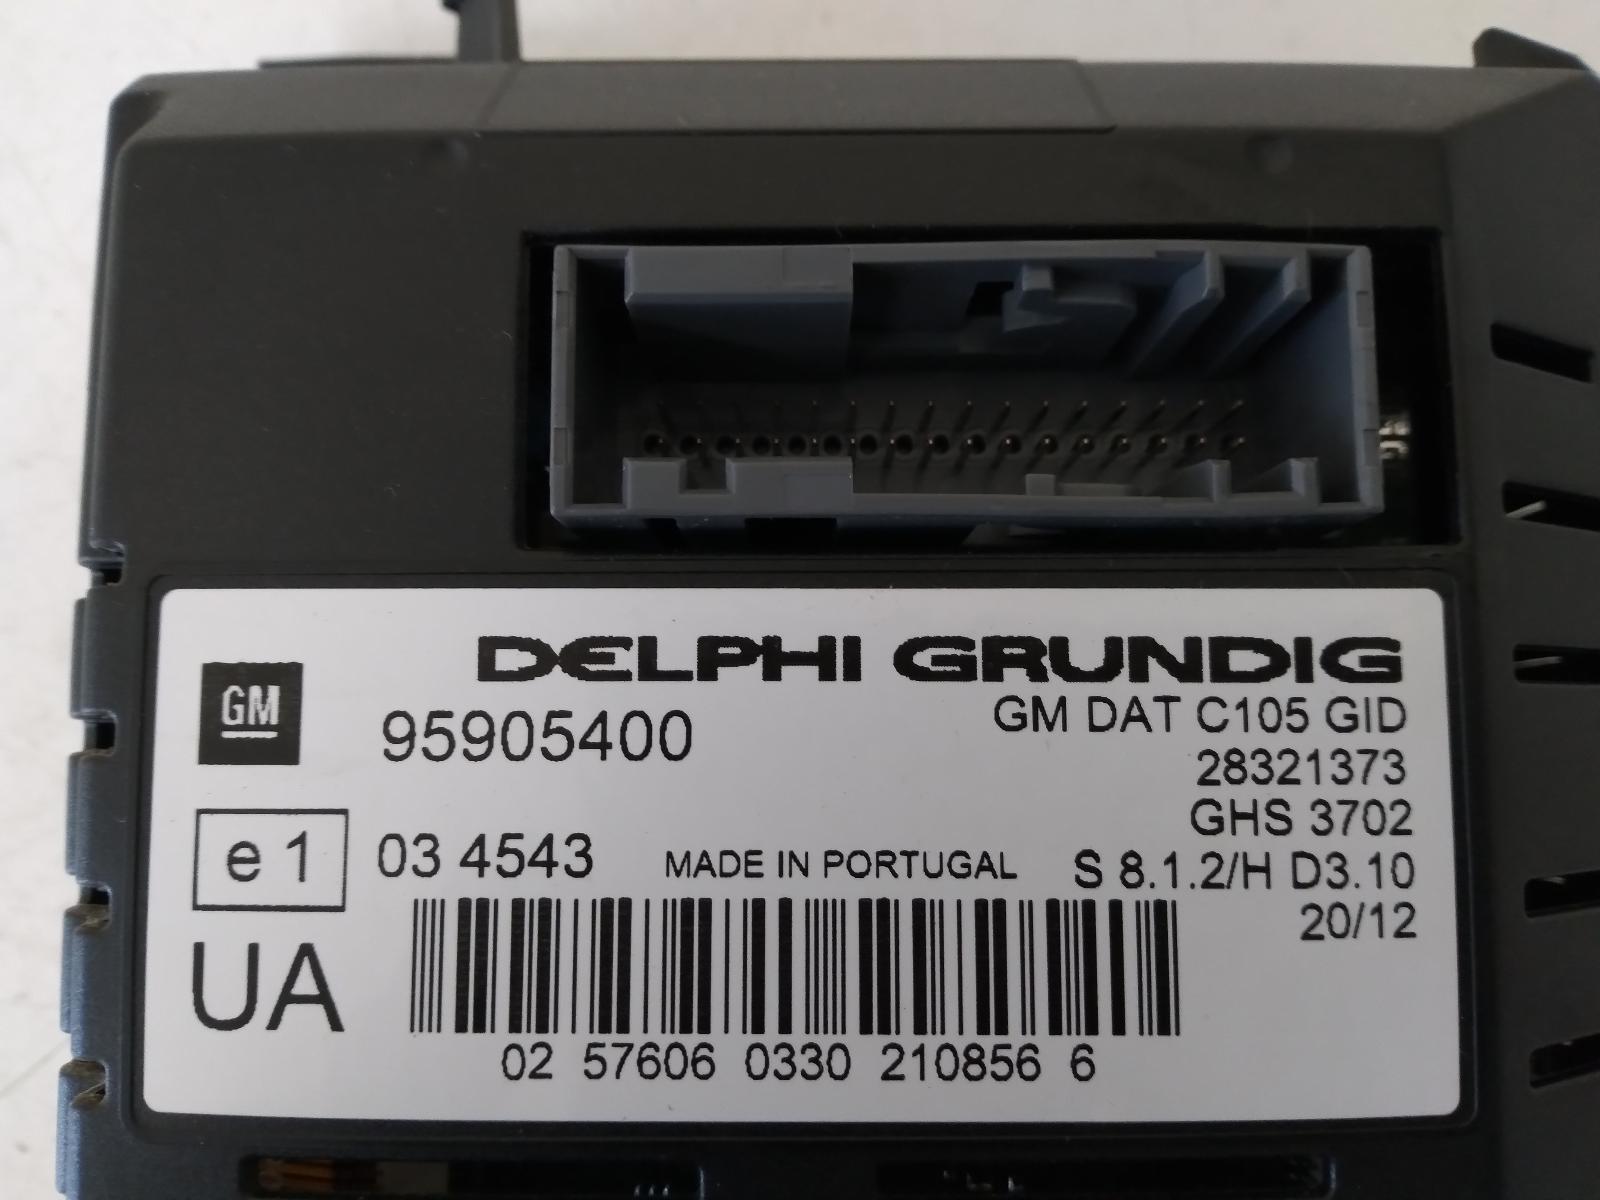 DELPHI GRUNDIG
GM
95905400
GM DAT C105 GID
28321373
GHS 3702
e1
03 4543
MADE IN PORTUGAL
S 8.1.2/H D3.10
20/12
UA
02 57606 0330 210856 6